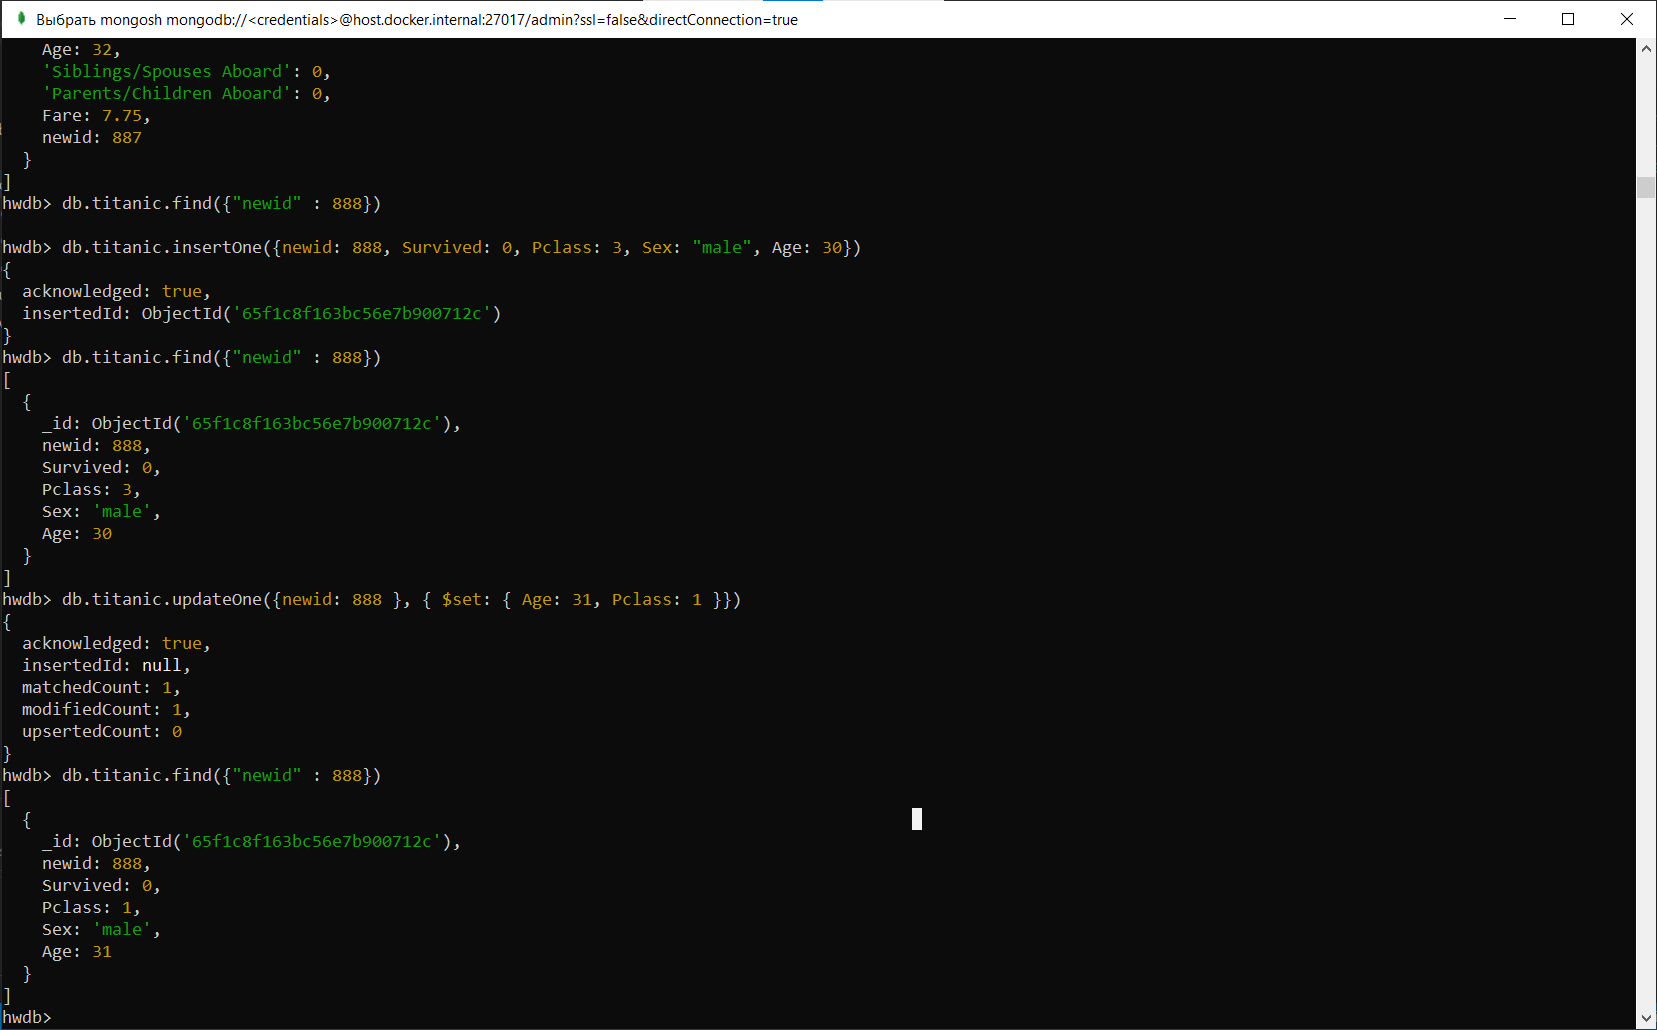 Выбрать mongosh mongodb://<credentials>@host.docker.internal:27017/admin?ssl=false&directConnection=true
    Age: 32,
    'Siblings/Spouses Aboard': 0,
    'Parents/Children Aboard': 0,
    Fare: 7.75,
    newid: 887
  }
]
hwdb> db.titanic.find({"newid" : 888})
hwdb> db.titanic.insertOne({newid: 888, Survived: 0, Pclass: 3, Sex: "male", Age: 30})
{
  acknowledged: true,
  insertedId: ObjectId('65f1c8f163bc56e7b900712c')
}
hwdb> db.titanic.find({"newid" : 888})
[
  {
    _id: ObjectId('65f1c8f163bc56e7b900712c'),
    newid: 888,
    Survived: 0,
    Pclass: 3,
    Sex: 'male',
    Age: 30
  }
]
hwdb> db.titanic.updateOne({newid: 888 }, { $set: { Age: 31, Pclass: 1 }})
{
  acknowledged: true,
  insertedId: null,
  matchedCount: 1,
  modifiedCount: 1,
  upsertedCount: 0
}
hwdb> db.titanic.find({"newid" : 888})
[
  {
    _id: ObjectId('65f1c8f163bc56e7b900712c'),
    newid: 888,
    Survived: 0,
    Pclass: 1,
    Sex: 'male',
    Age: 31
  }
]
hwdb>